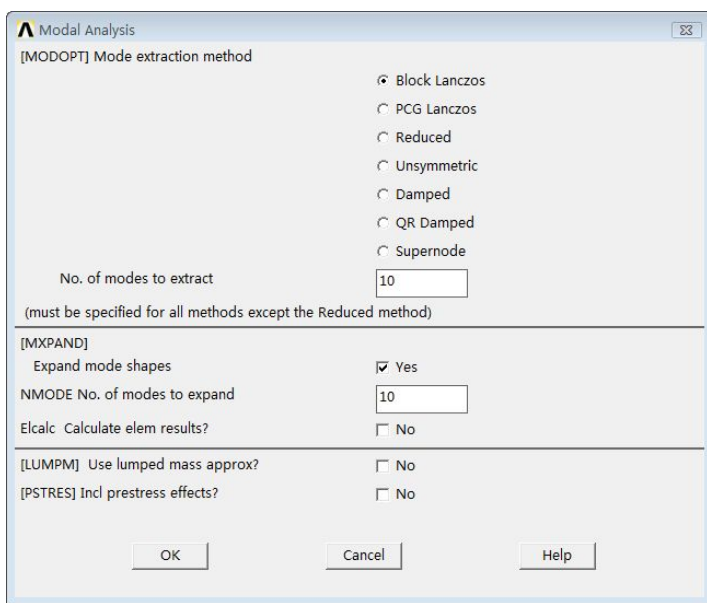 Modal Analysis
[MODOPT] Mode extraction method
Block Lanczos
PCG Lanczos
Reduced
Unsymmetric
Damped
QR Damped
Supernode
No. of modes to extract 10
(must be specified for all methods except the Reduced method)
[MXPAND]
Expand mode shapes Yes
NMODE No. of modes to expand 10
Elcalc Calculate elem results? No
[LUMPM] Use lumped mass approx? No
[PSTRES] Incl prestress effects? No
OK Cancel Help